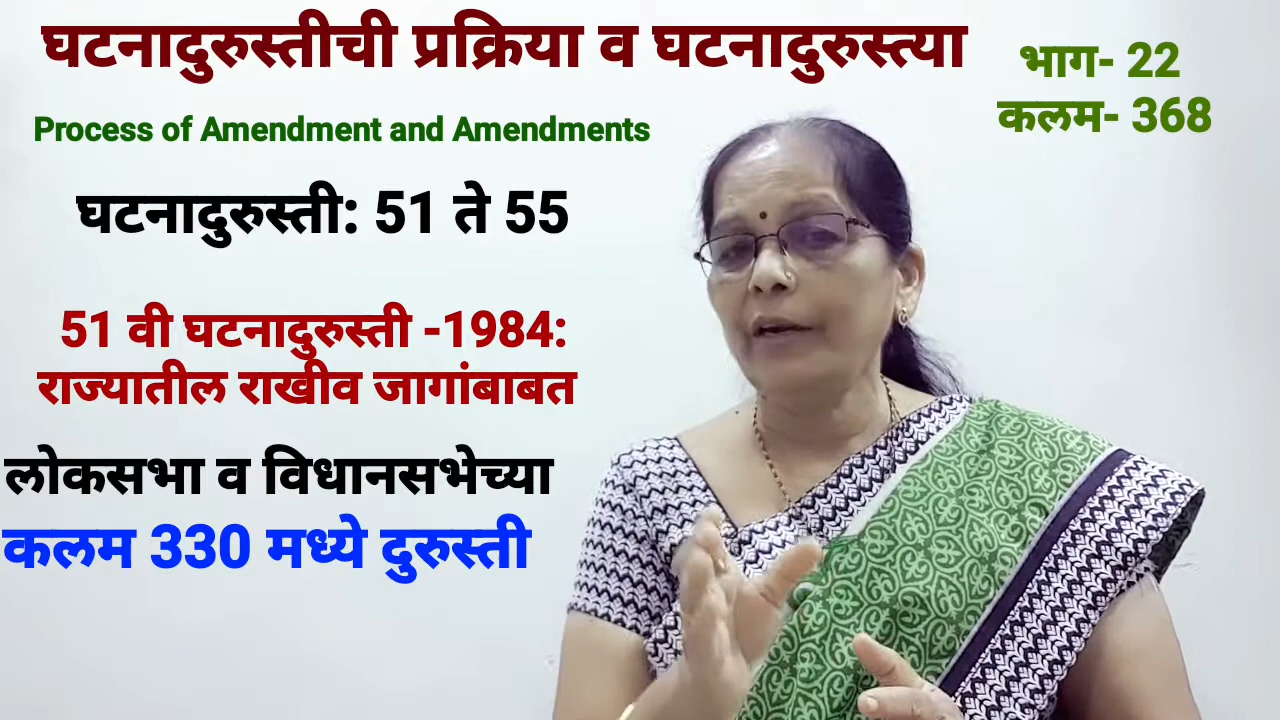 घटनादुरुस्तीची प्रक्रिया व घटनादुरुस्त्या
भाग- 22
कलम- 368
Process of Amendment and Amendments
घटनादुरुस्ती: 51 ते 55
51 वी घटनादुरुस्ती -1984:
राज्यातील राखीव जागांबाबत
लोकसभा व विधानसभेच्या
कलम 330 मध्ये दुरुस्ती